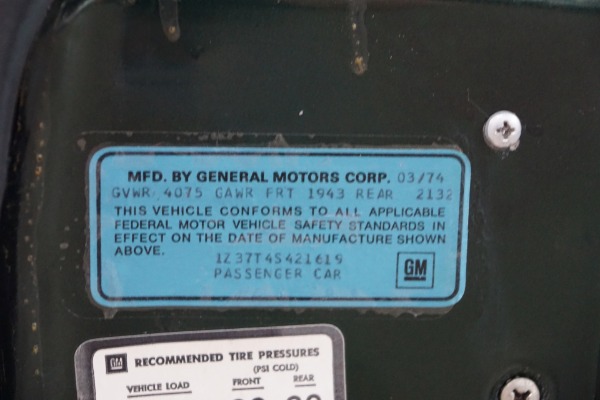 MFD. BY GENERAL MOTORS CORP. 03/74
GVWR 4075 GAWR FRT 1943 REAR 2132
THIS VEHICLE CONFORMS TO ALL APPLICABLE
FEDERAL MOTOR VEHICLE SAFETY STANDARDS IN
EFFECT ON THE DATE OF MANUFACTURE SHOWN
ABOVE.
1Z37T4S421619
PASSENGER CAR
GM
GM RECOMMENDED TIRE PRESSURES
(PSI COLD)
VEHICLE LOAD FRONT REAR